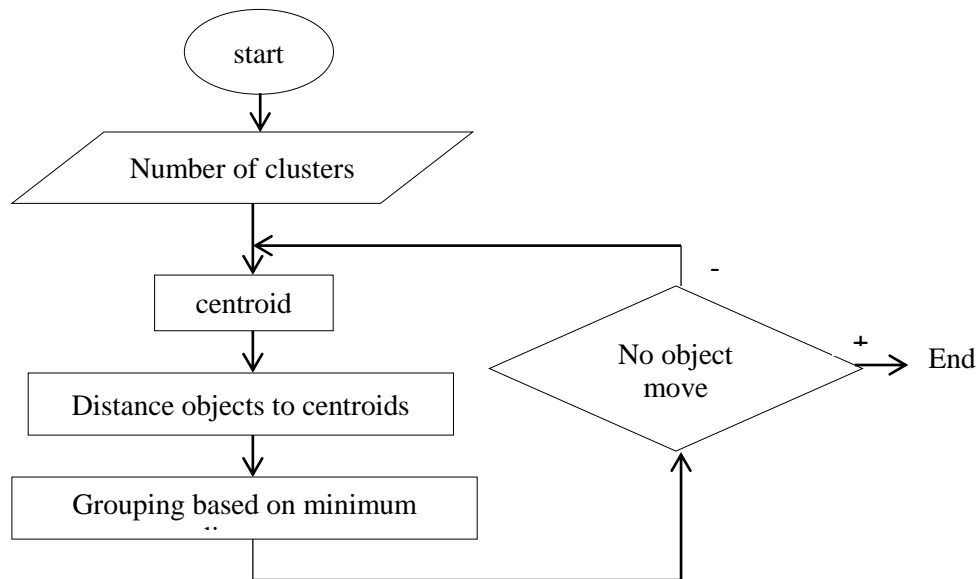 start
Number of clusters
centroid
Distance objects to centroids
Grouping based on minimum
No object
move
-
+
End